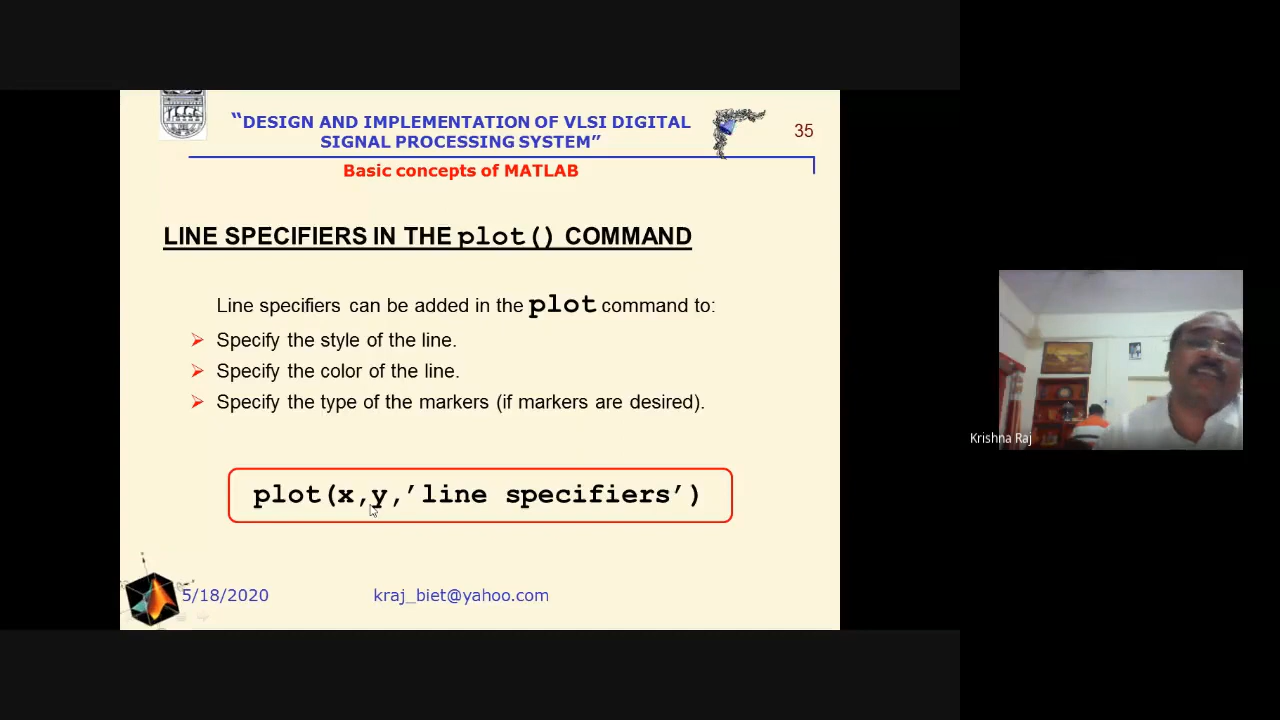 “DESIGN AND IMPLEMENTATION OF VLSI DIGITAL
SIGNAL PROCESSING SYSTEM”
35
Basic concepts of MATLAB
LINE SPECIFIERS IN THE plot() COMMAND
Line specifiers can be added in the plot command to:
Specify the style of the line.
Specify the color of the line.
Specify the type of the markers (if markers are desired).
plot(x,y,’line specifiers’)
5/18/2020
kraj_biet@yahoo.com
Krishna Raj